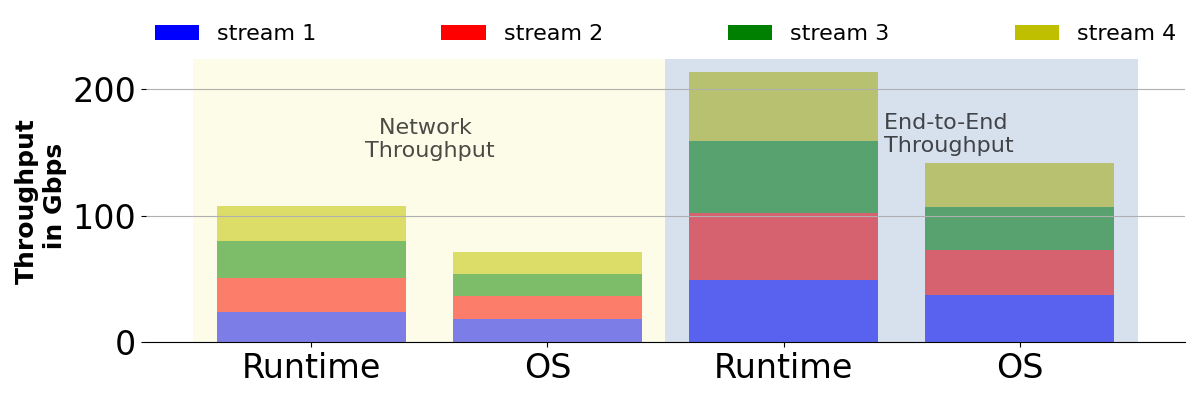 stream 1 stream 2 stream 3 stream 4
Throughput
in Gbps
200
100
0
Network
Throughput
End-to-End
Throughput
Runtime OS Runtime OS